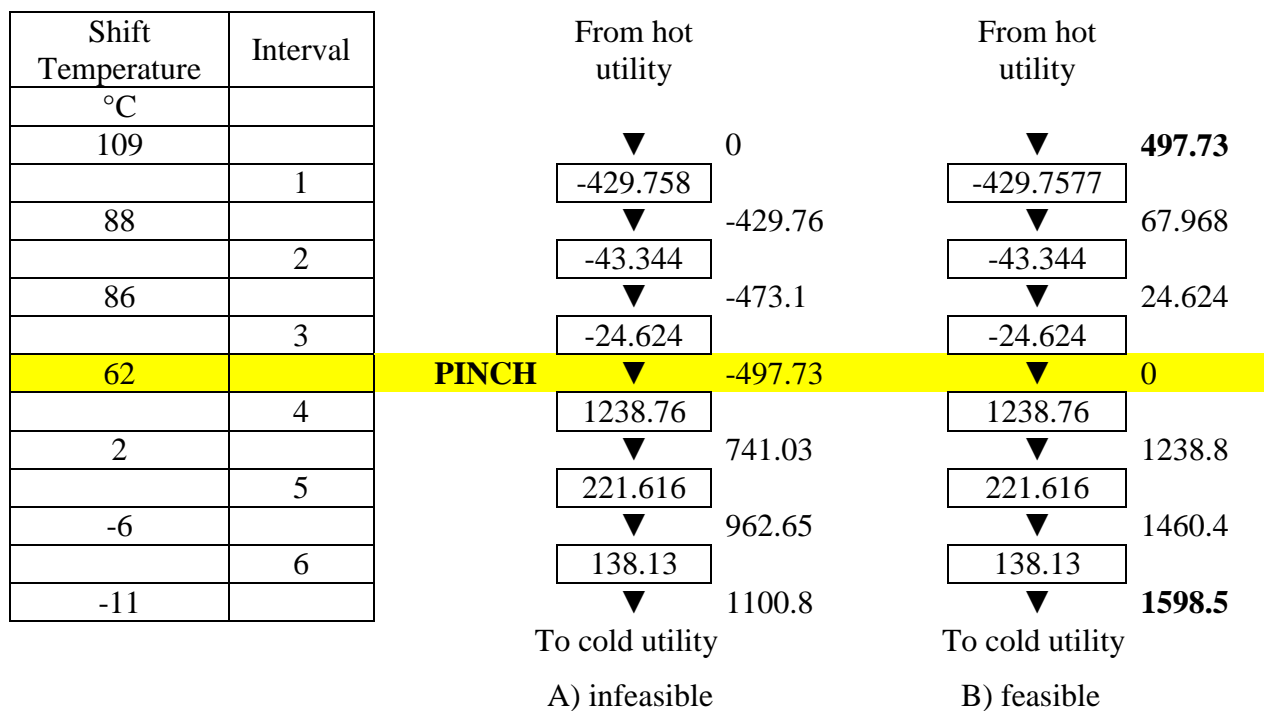 Shift Temperature Interval From hot utility From hot utility
°C
109 ▼ 0 ▼ 497.73
1 -429.758 -429.7577
88 ▼ -429.76 ▼ 67.968
2 -43.344 -43.344
86 ▼ -473.1 ▼ 24.624
3 -24.624 -24.624
62 PINCH ▼ -497.73 ▼ 0
4 1238.76 1238.76
2 ▼ 741.03 ▼ 1238.8
5 221.616 221.616
-6 ▼ 962.65 ▼ 1460.4
6 138.13 138.13
-11 ▼ 1100.8 ▼ 1598.5
To cold utility To cold utility
A) infeasible B) feasible